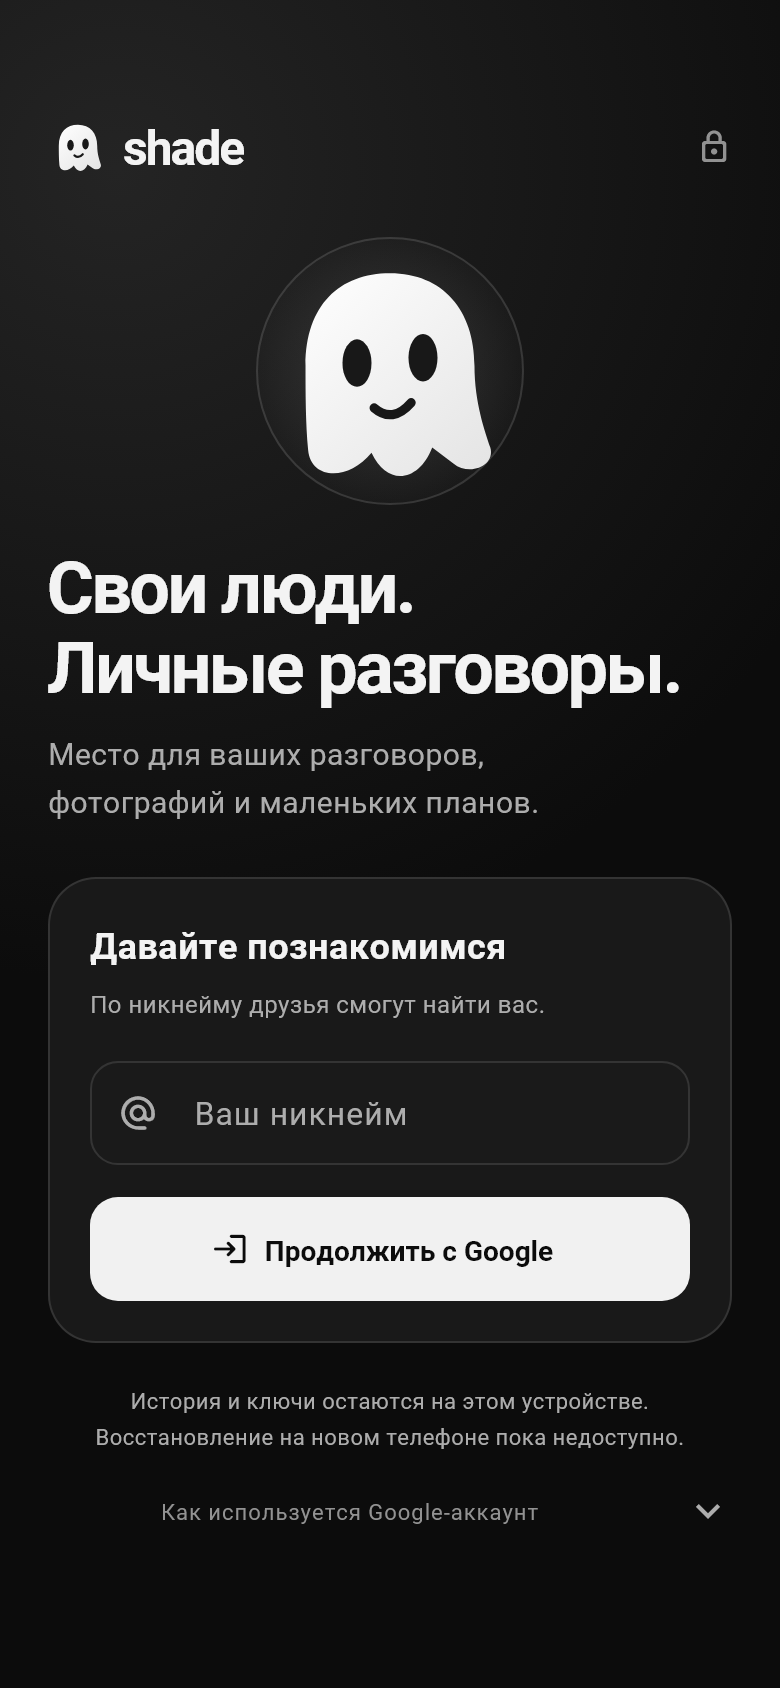 shade
Свои люди.
Личные разговоры.
Место для ваших разговоров,
фотографий и маленьких планов.
Давайте познакомимся
По никнейму друзья смогут найти вас.
Ваш никнейм
Продолжить с Google
История и ключи остаются на этом устройстве.
Восстановление на новом телефоне пока недоступно.
Как используется Google-аккаунт